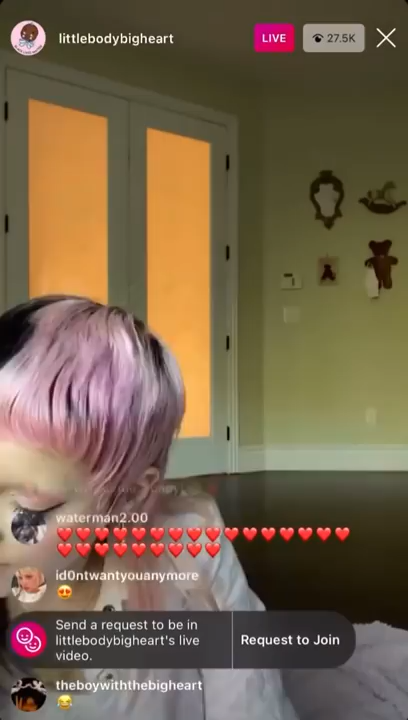 littlebodybigheart
LIVE
27.5K
waterman2.00
id0ntwantyouanymore
Send a request to be in
littlebodybigheart's live
video.
Request to Join
theboywiththebigheart